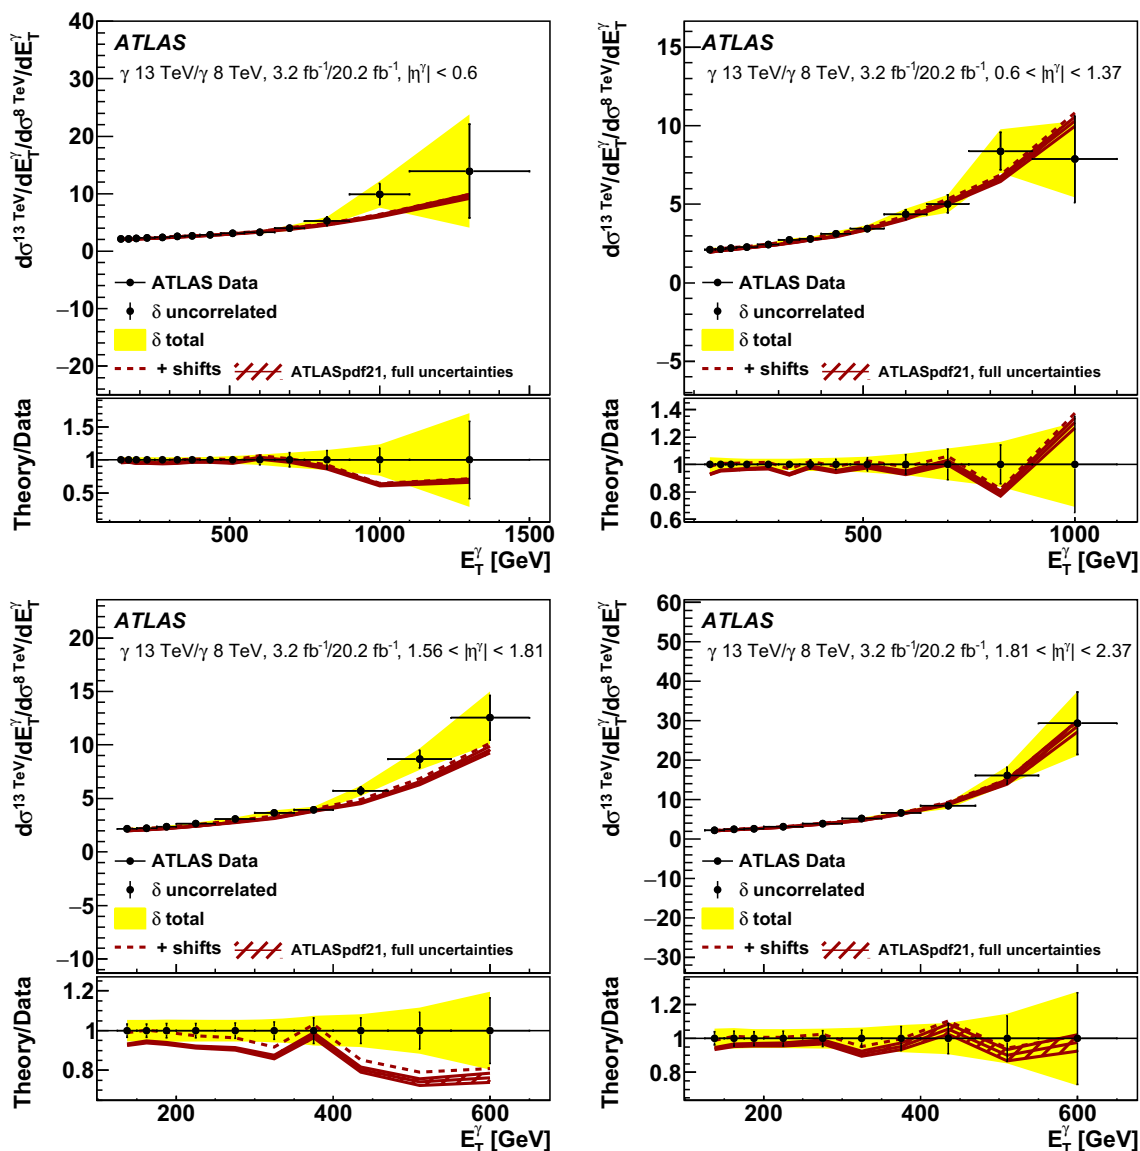 ATLAS
γ 13 TeV/γ 8 TeV, 3.2 fb⁻¹/20.2 fb⁻¹, |η^γ| < 0.6
dσ^13 TeV/dE_T^γ/dσ^8 TeV/dE_T^γ
40
30
20
10
0
−10
−20
ATLAS Data
δ uncorrelated
δ total
+ shifts
ATLASpdf21, full uncertainties
Theory/Data
1.5
1
0.5
500
1000
1500
E_T^γ [GeV]
ATLAS
γ 13 TeV/γ 8 TeV, 3.2 fb⁻¹/20.2 fb⁻¹, 0.6 < |η^γ| < 1.37
dσ^13 TeV/dE_T^γ/dσ^8 TeV/dE_T^γ
15
10
5
0
−5
ATLAS Data
δ uncorrelated
δ total
+ shifts
ATLASpdf21, full uncertainties
Theory/Data
1.4
1.2
1
0.8
0.6
500
1000
E_T^γ [GeV]
ATLAS
γ 13 TeV/γ 8 TeV, 3.2 fb⁻¹/20.2 fb⁻¹, 1.56 < |η^γ| < 1.81
dσ^13 TeV/dE_T^γ/dσ^8 TeV/dE_T^γ
20
15
10
5
0
−5
−10
ATLAS Data
δ uncorrelated
δ total
+ shifts
ATLASpdf21, full uncertainties
Theory/Data
1.2
1
0.8
200
400
600
E_T^γ [GeV]
ATLAS
γ 13 TeV/γ 8 TeV, 3.2 fb⁻¹/20.2 fb⁻¹, 1.81 < |η^γ| < 2.37
dσ^13 TeV/dE_T^γ/dσ^8 TeV/dE_T^γ
60
50
40
30
20
10
0
−10
−20
−30
ATLAS Data
δ uncorrelated
δ total
+ shifts
ATLASpdf21, full uncertainties
Theory/Data
1.2
1
0.8
200
400
600
E_T^γ [GeV]